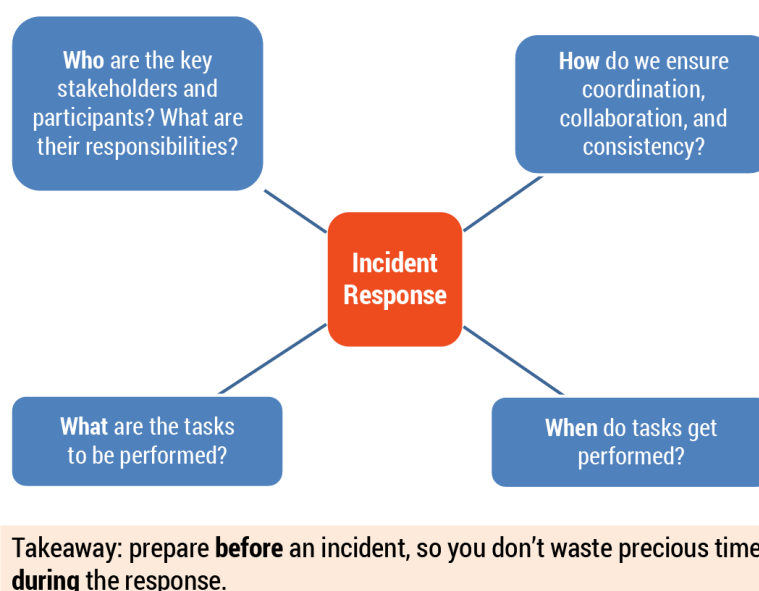 Who are the key
stakeholders and
participants? What are
their responsibilities?
How do we ensure
coordination,
collaboration, and
consistency?
Incident
Response
What are the tasks
to be performed?
When do tasks get
performed?
Takeaway: prepare before an incident, so you don’t waste precious time
during the response.